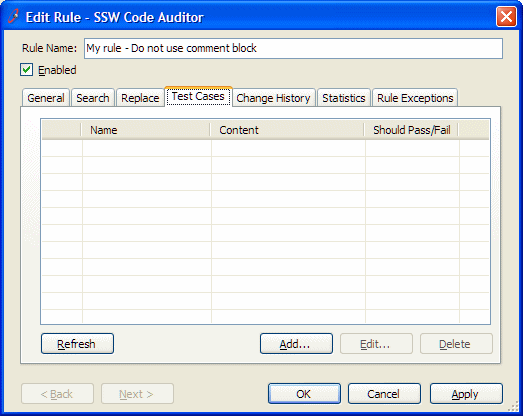 Edit Rule - SSW Code Auditor
Rule Name: My rule - Do not use comment block
Enabled
General Search Replace Test Cases Change History Statistics Rule Exceptions
Name Content Should Pass/Fail
Refresh Add... Edit... Delete
< Back Next > OK Cancel Apply